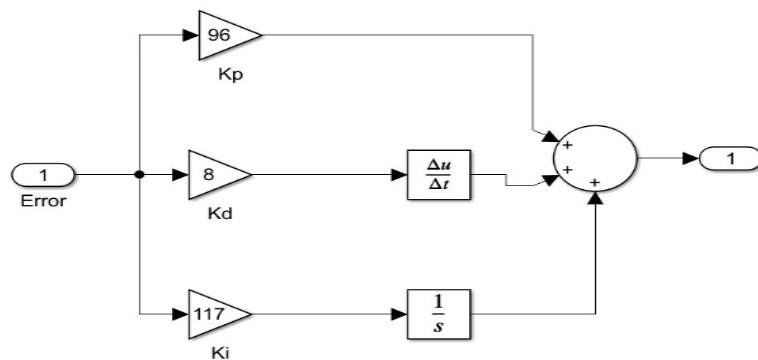 96
Kp
+
+
+
1
1
Error
8
Kd
Δu
Δt
117
Ki
1
s